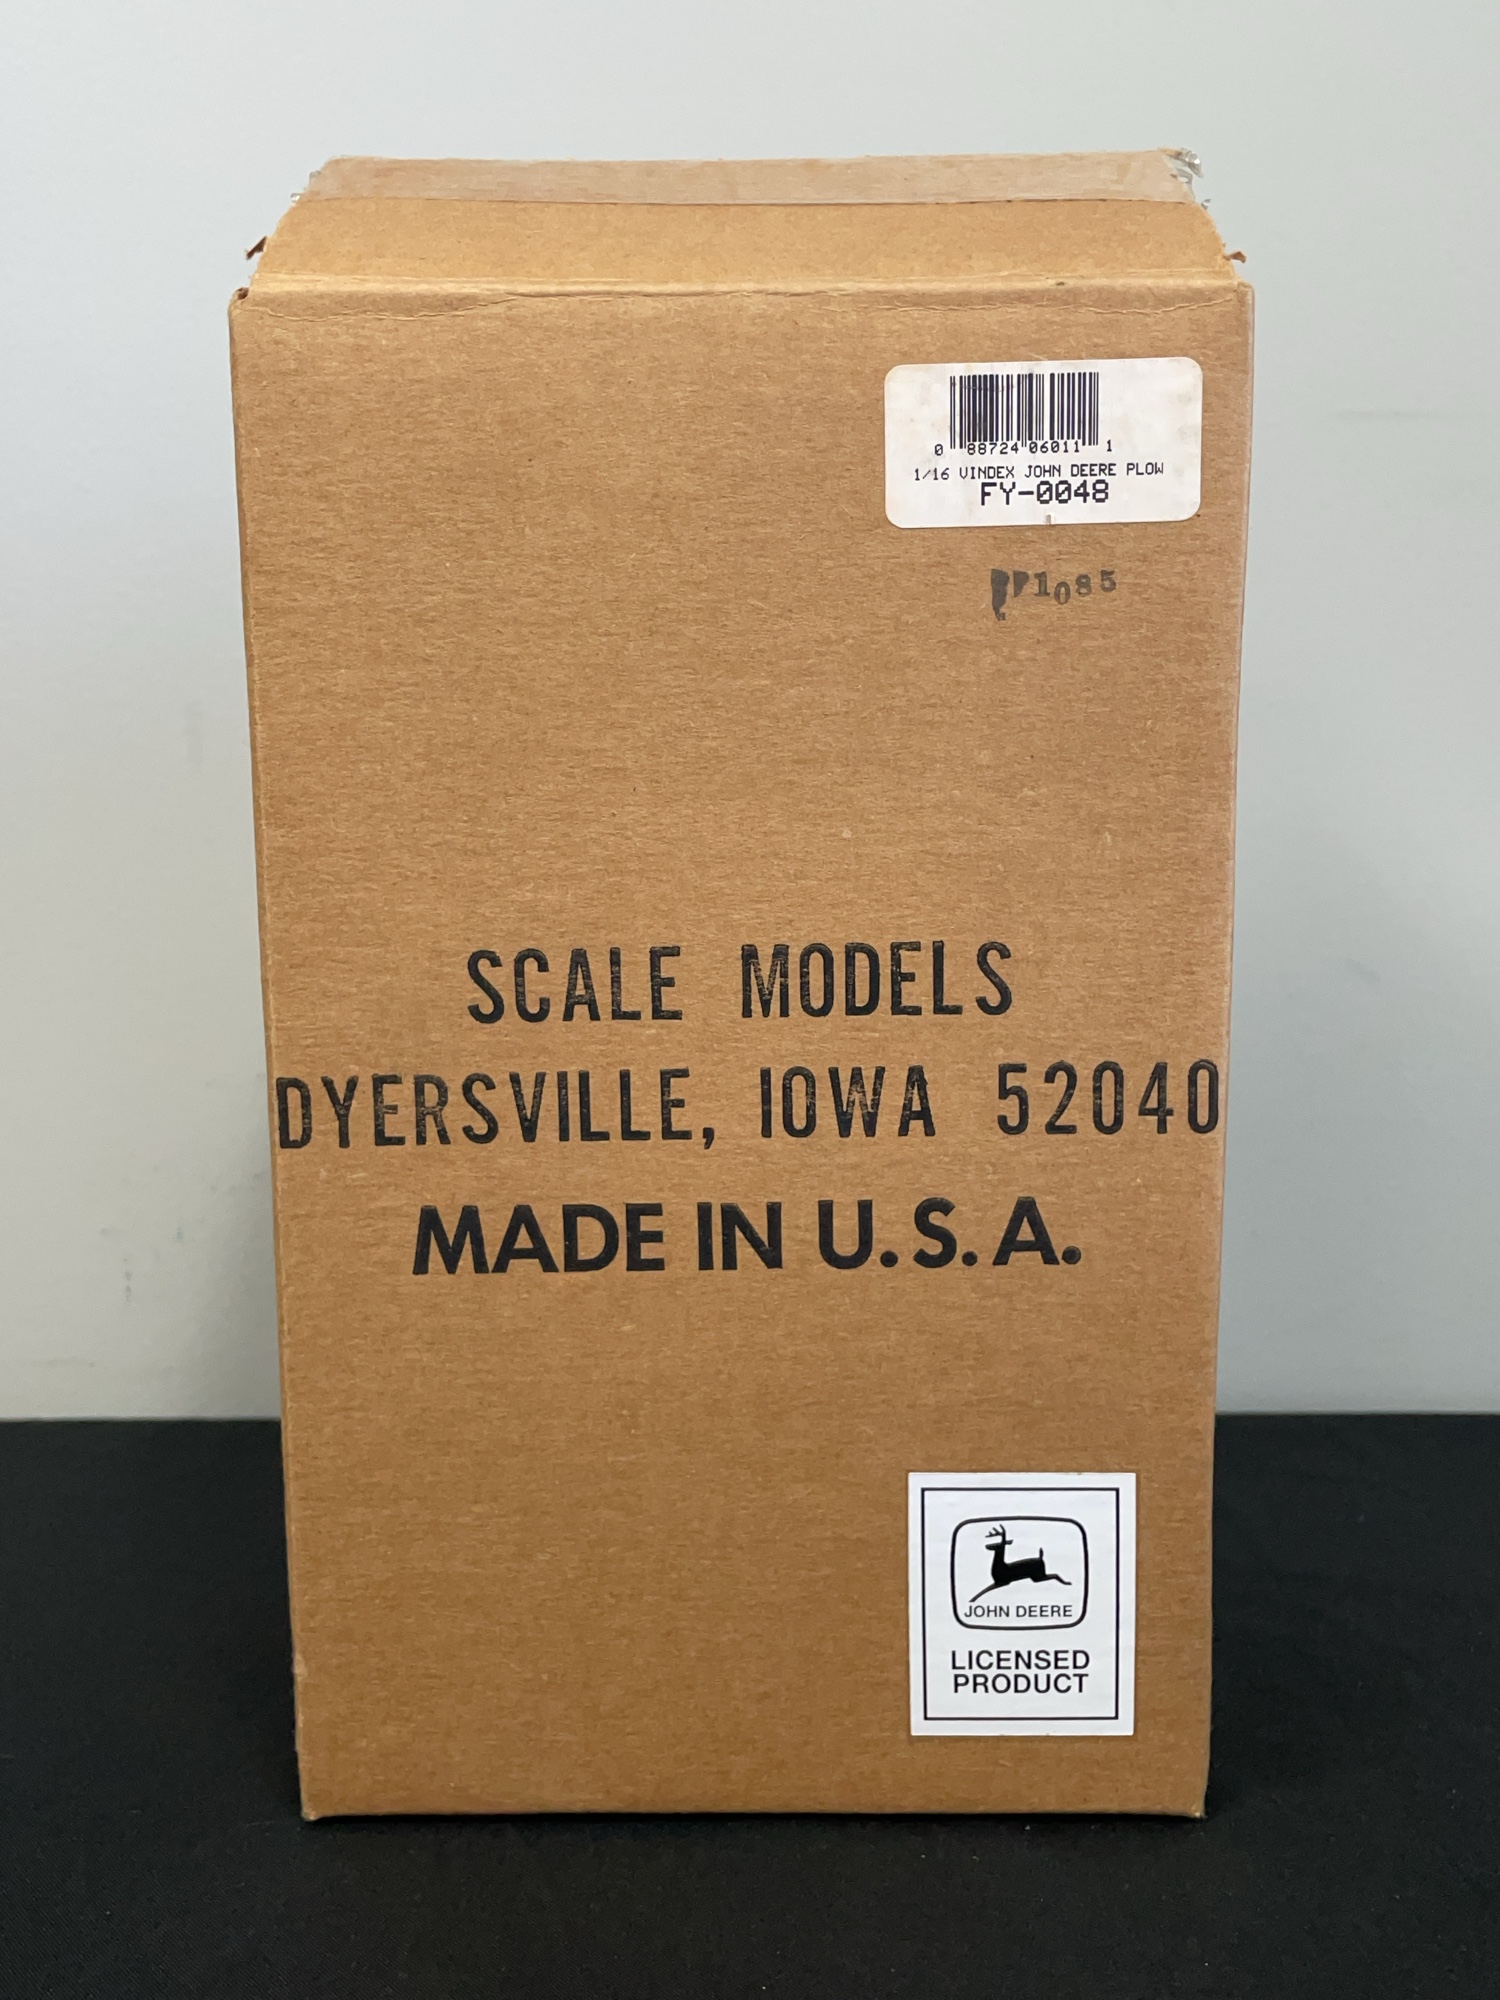 0 88724 06011 1
1/16 VINDEX JOHN DEERE PLOW
FY-0048
1085
SCALE MODELS
DYERSVILLE, IOWA 52040
MADE IN U.S.A.
JOHN DEERE
LICENSED
PRODUCT